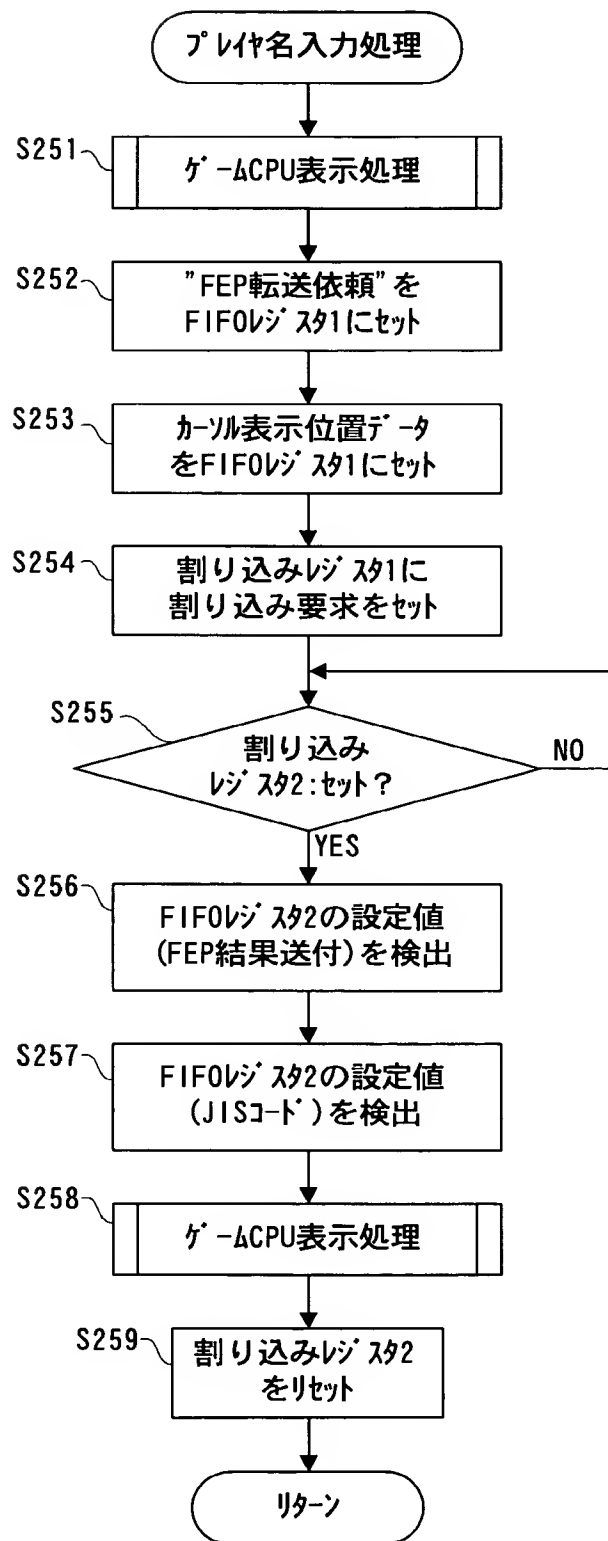 プレイヤ名入力処理
S251
ゲームCPU表示処理
S252
"FEP転送依頼"を
FIFOレジスタ1にセット
S253
カーソル表示位置データ
をFIFOレジスタ1にセット
S254
割り込みレジスタ1に
割り込み要求をセット
S255
割り込み
レジスタ2:セット?
NO
YES
S256
FIFOレジスタ2の設定値
(FEP結果送付)を検出
S257
FIFOレジスタ2の設定値
(JISコード)を検出
S258
ゲームCPU表示処理
S259
割り込みレジスタ2
をリセット
リターン